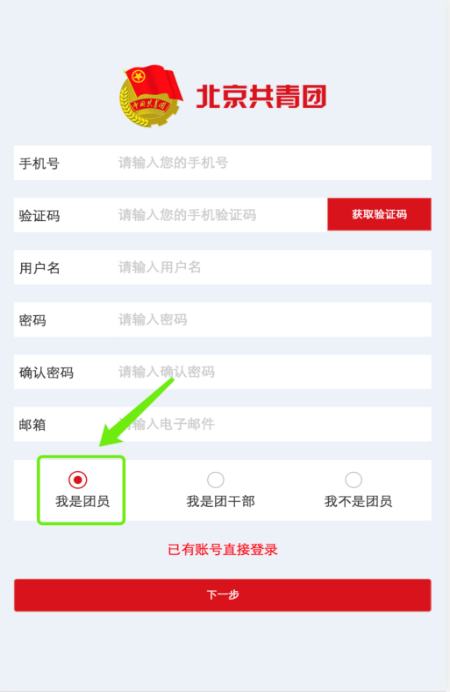 中国共青团
北京共青团
手机号 请输入您的手机号
验证码 请输入您的手机验证码 获取验证码
用户名 请输入用户名
密码 请输入密码
确认密码 请输入确认密码
邮箱 请输入电子邮件
我是团员 我是团干部 我不是团员
已有账号直接登录
下一步